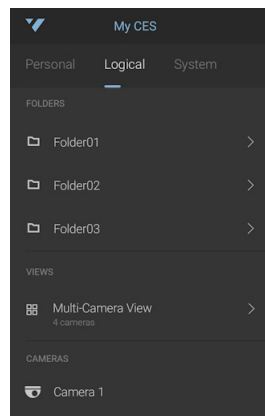 My CES
Personal Logical System
FOLDERS
Folder01
Folder02
Folder03
VIEWS
Multi-Camera View
4 cameras
CAMERAS
Camera 1